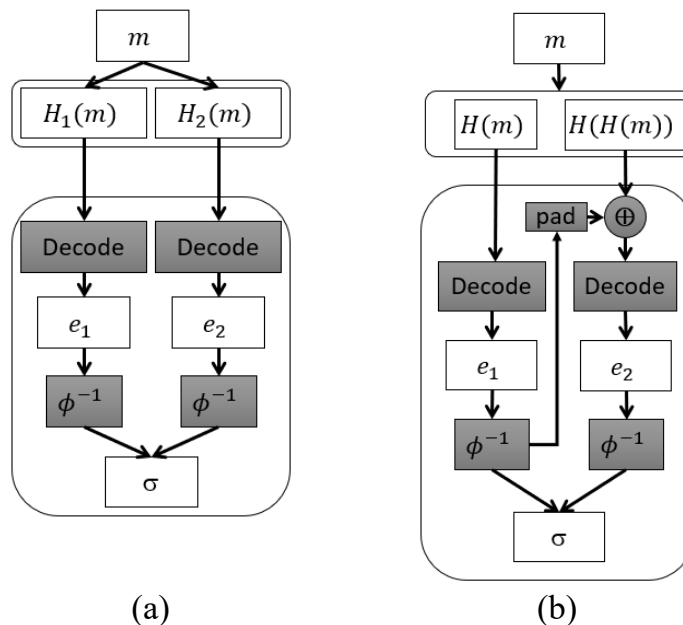 m
H₁(m) H₂(m)
Decode Decode
e₁ e₂
ϕ⁻¹ ϕ⁻¹
σ
(a)
m
H(m) H(H(m))
pad ⊕
Decode Decode
e₁ e₂
ϕ⁻¹ ϕ⁻¹
σ
(b)